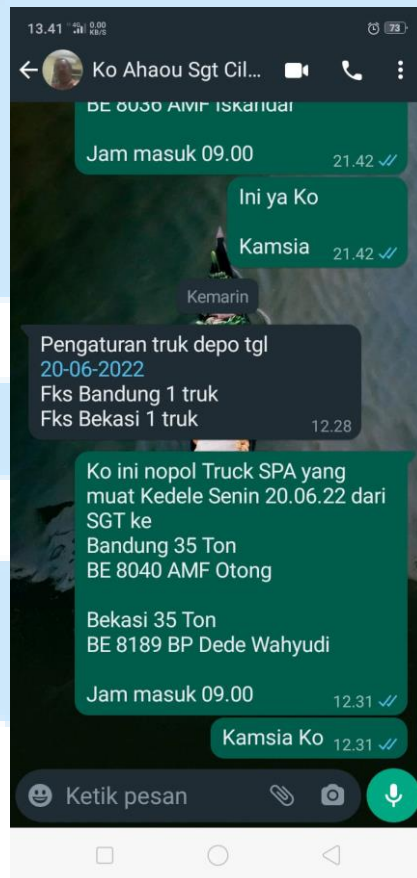 13.41
4G
0.00
KB/S
73
Ko Ahaou Sgt Cil...
BE 8036 AMF Iskandar
Jam masuk 09.00
21.42
Ini ya Ko
Kamsia
21.42
Kemarin
Pengaturan truk depo tgl
20-06-2022
Fks Bandung 1 truk
Fks Bekasi 1 truk
12.28
Ko ini nopol Truck SPA yang
muat Kedele Senin 20.06.22 dari
SGT ke
Bandung 35 Ton
BE 8040 AMF Otong
Bekasi 35 Ton
BE 8189 BP Dede Wahyudi
Jam masuk 09.00
12.31
Kamsia Ko
12.31
Ketik pesan